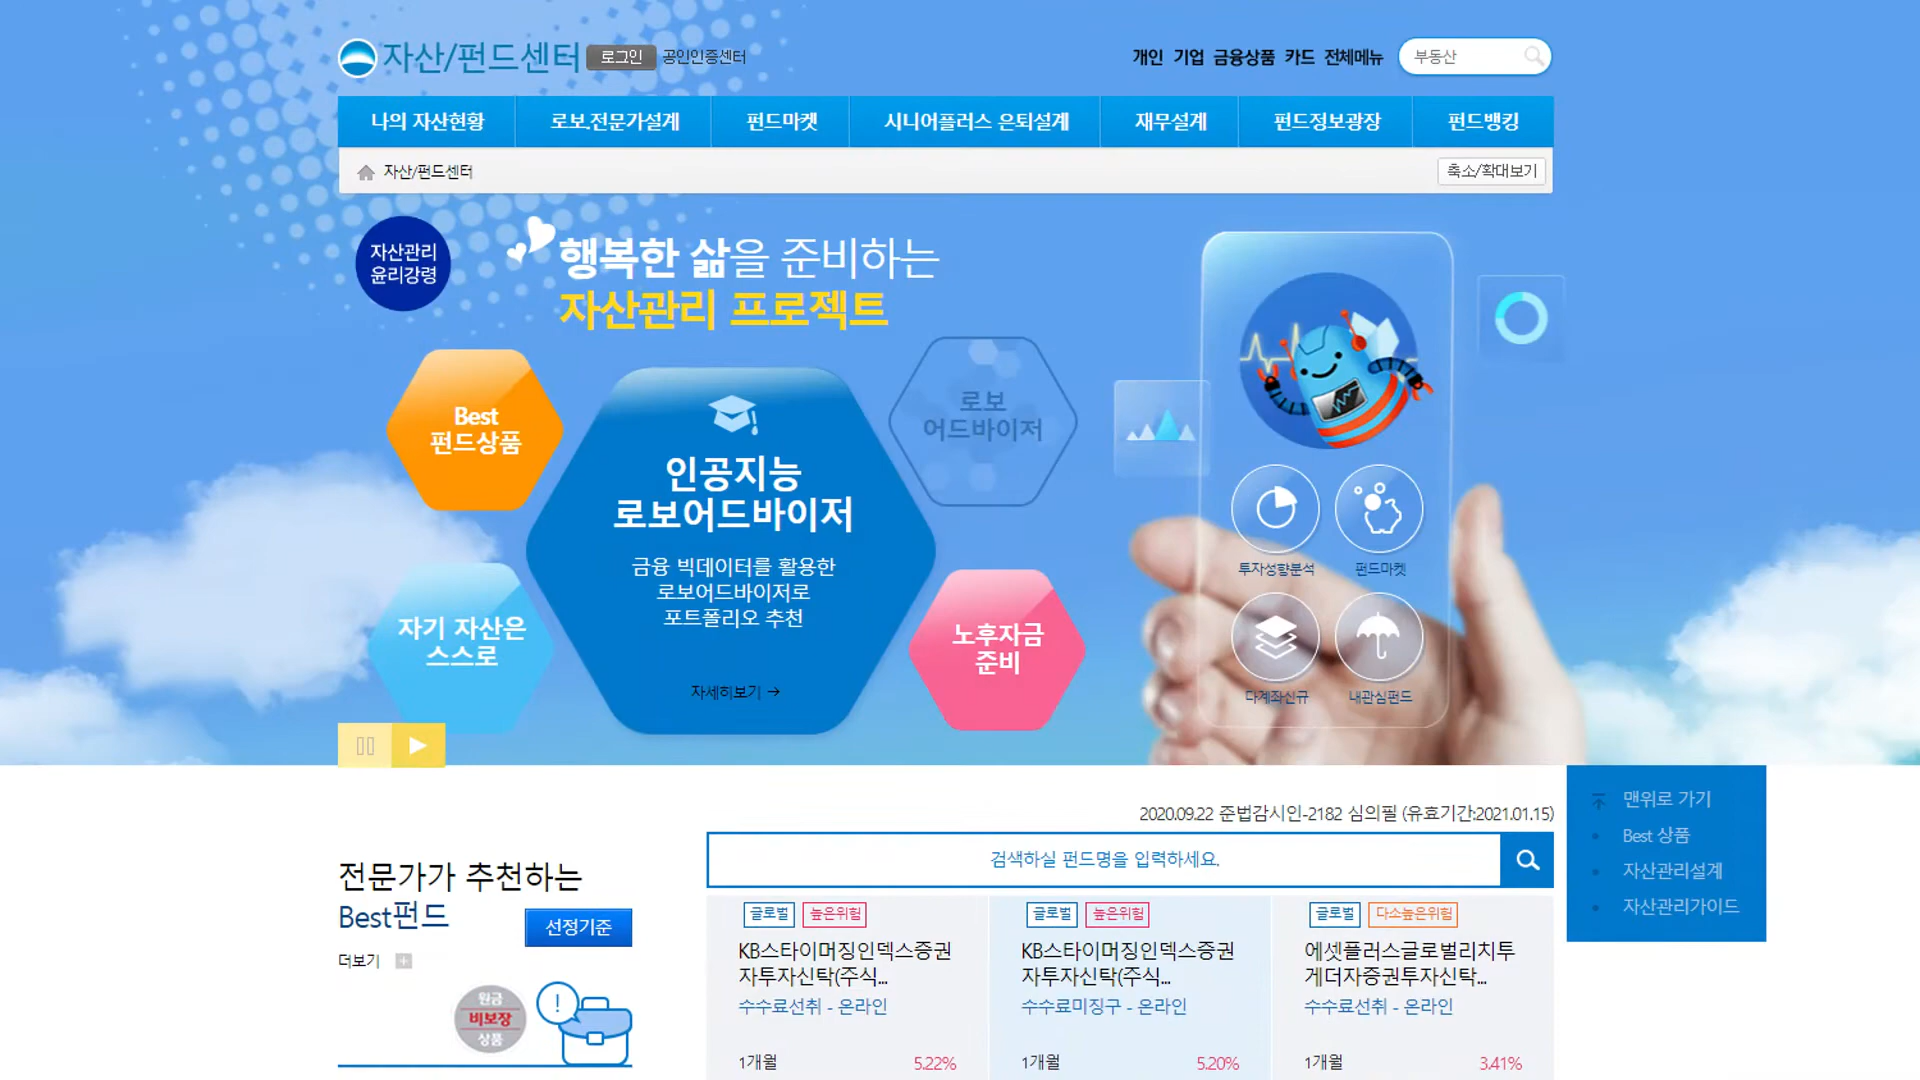 자산/펀드센터 로그인 공인인증센터
개인 기업 금융상품 카드 전체메뉴 부동산
나의 자산현황 로보.전문가설계 펀드마켓 시니어플러스 은퇴설계 재무설계 펀드정보광장 펀드뱅킹
자산/펀드센터 축소/확대보기
자산관리
윤리강령
행복한 삶을 준비하는
자산관리 프로젝트
Best
펀드상품
로보
어드바이저
인공지능
로보어드바이저
금융 빅데이터를 활용한
로보어드바이저로
포트폴리오 추천
자세히보기 →
자기 자산은
스스로
노후자금
준비
투자성향분석 펀드마켓
다계좌신규 내관심펀드
맨위로 가기
Best 상품
자산관리설계
자산관리가이드
2020.09.22 준법감시인-2182 심의필 (유효기간:2021.01.15)
검색하실 펀드명을 입력하세요.
전문가가 추천하는
Best펀드
선정기준
더보기
원금
비보장
상품
글로벌 높은위험
KB스타이머징인덱스증권
자투자신탁(주식...
수수료선취 - 온라인
1개월 5.22%
글로벌 높은위험
KB스타이머징인덱스증권
자투자신탁(주식...
수수료미징구 - 온라인
1개월 5.20%
글로벌 다소높은위험
에셋플러스글로벌리치투
게더자증권투자신탁...
수수료선취 - 온라인
1개월 3.41%